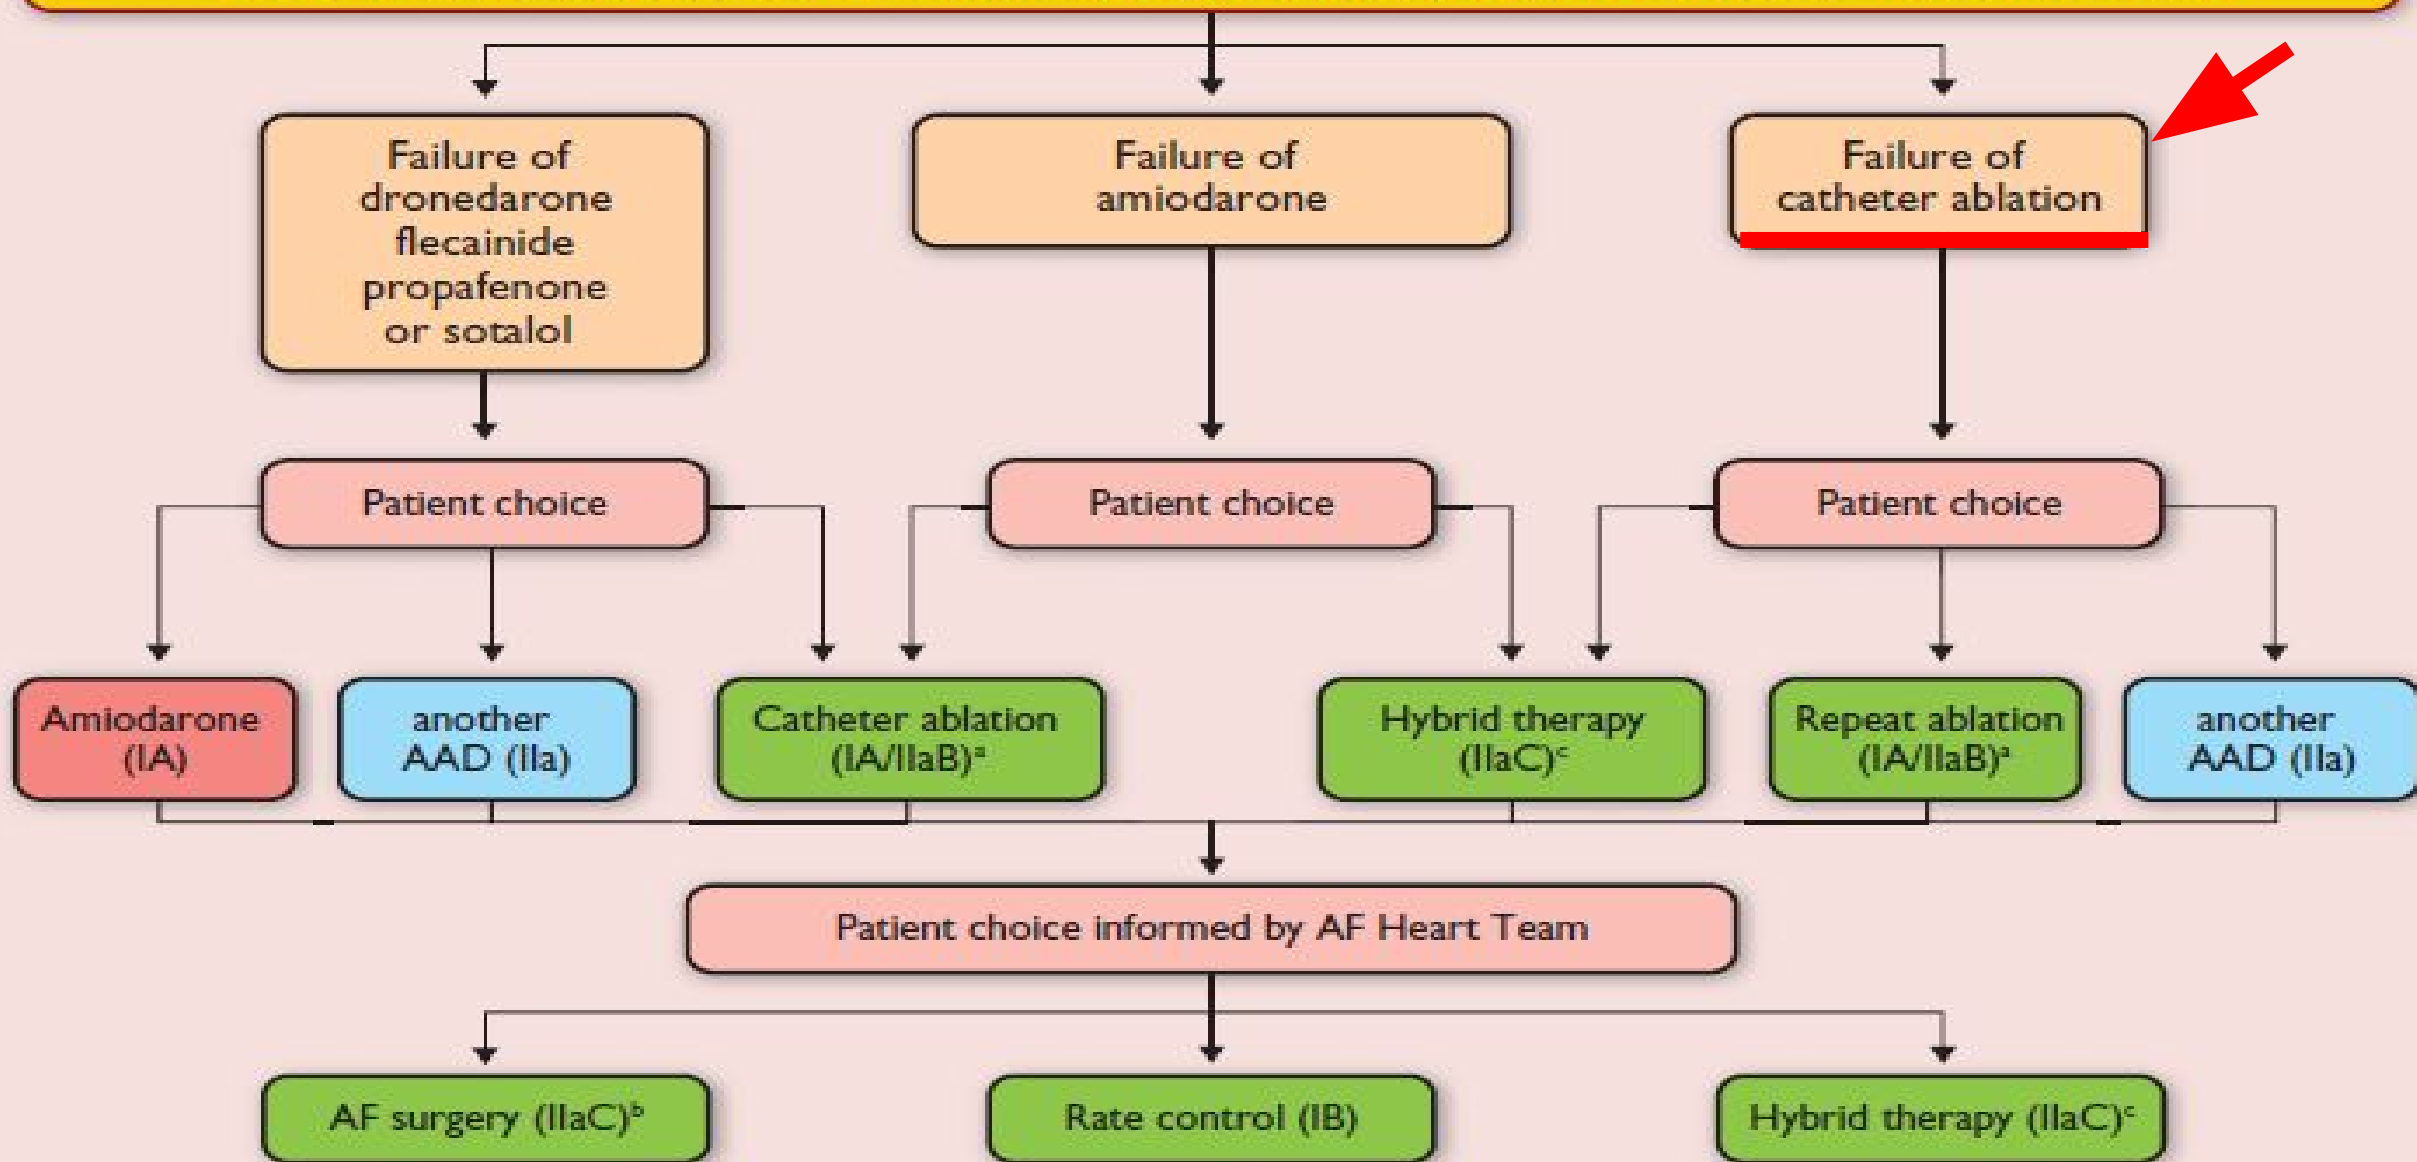 Failure of
dronedarone
flecainide
propafenone
or sotalol
Failure of
amiodarone
Failure of
catheter ablation
Patient choice
Patient choice
Patient choice
Amiodarone
(IA)
another
AAD (IIa)
Catheter ablation
(IA/IIaB)ᵃ
Hybrid therapy
(IIaC)ᶜ
Repeat ablation
(IA/IIaB)ᵃ
another
AAD (IIa)
Patient choice informed by AF Heart Team
AF surgery (IIaC)ᵇ
Rate control (IB)
Hybrid therapy (IIaC)ᶜ